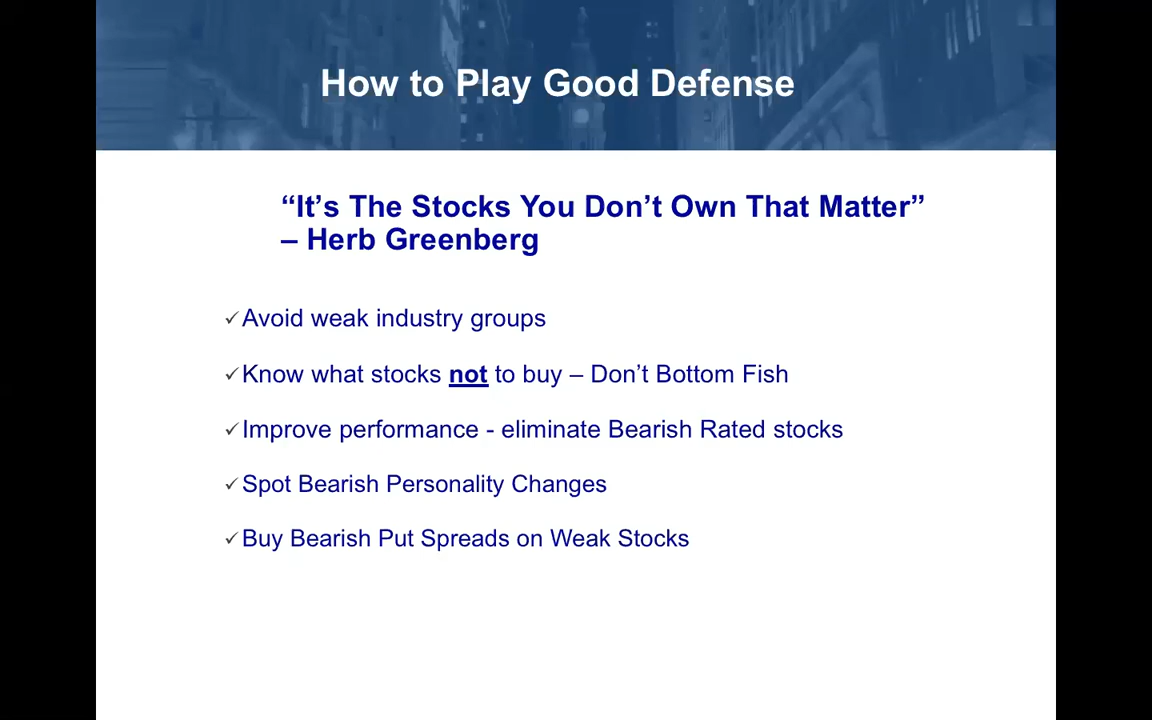 How to Play Good Defense
“It’s The Stocks You Don’t Own That Matter”
– Herb Greenberg
✓Avoid weak industry groups
✓Know what stocks not to buy – Don’t Bottom Fish
✓Improve performance - eliminate Bearish Rated stocks
✓Spot Bearish Personality Changes
✓Buy Bearish Put Spreads on Weak Stocks